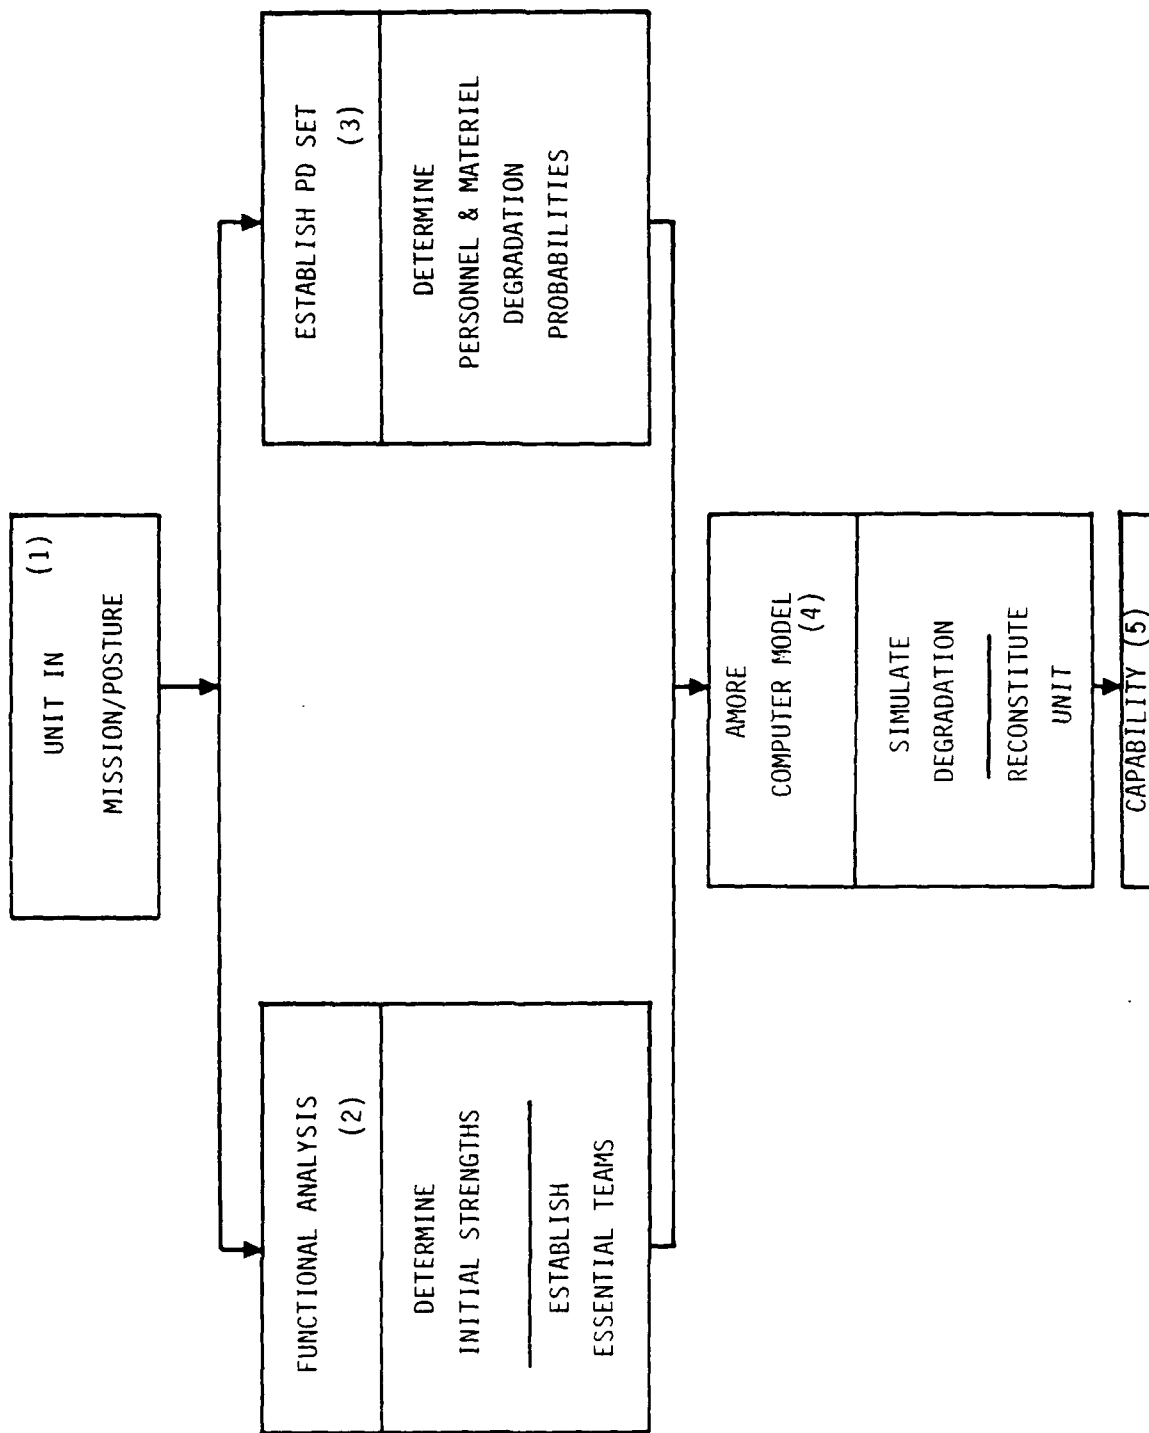 UNIT IN
(1)
MISSION/POSTURE
FUNCTIONAL ANALYSIS
(2)
DETERMINE
INITIAL STRENGTHS
ESTABLISH
ESSENTIAL TEAMS
ESTABLISH PD SET
(3)
DETERMINE
PERSONNEL & MATERIEL
DEGRADATION
PROBABILITIES
AMORE
COMPUTER MODEL
(4)
SIMULATE
DEGRADATION
RECONSTITUTE
UNIT
CAPABILITY (5)